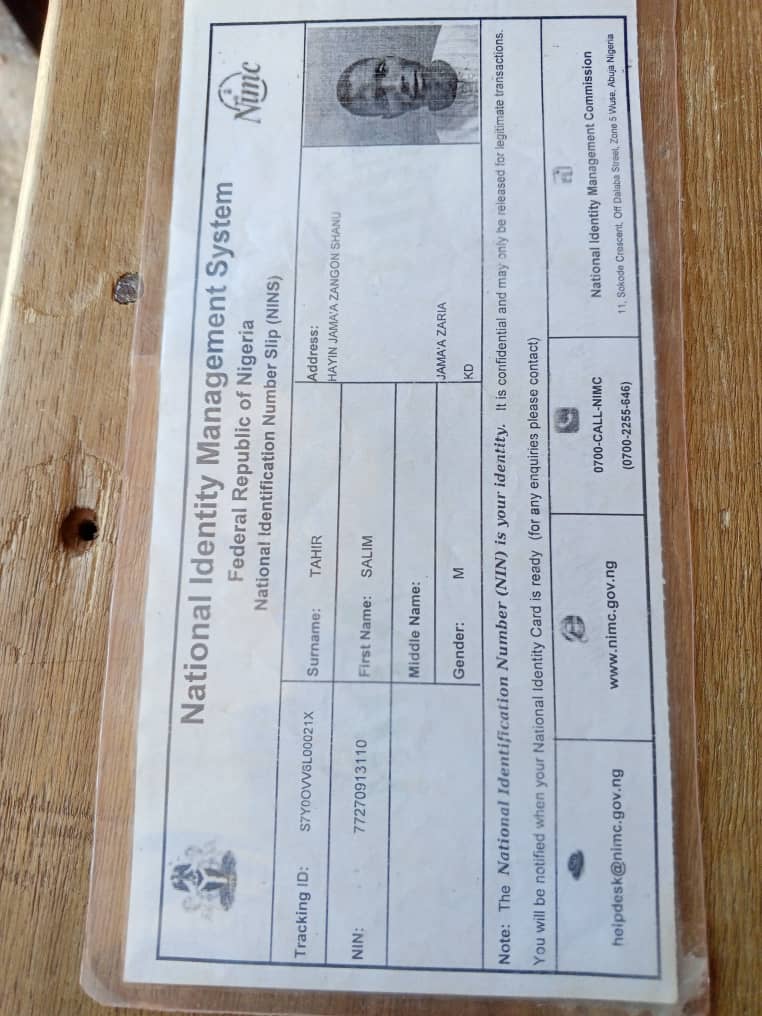 National Identity Management System
Federal Republic of Nigeria
National Identification Number Slip (NINS)
Nimc
Tracking ID: S7Y0OVV6L00021X
Surname: TAHIR
Address:
HAYIN JAMA'A ZANGON SHANU
NIN: 77270913110
First Name: SALIM
Middle Name:
JAMA'A ZARIA
Gender: M
KD
Note: The National Identification Number (NIN) is your identity. It is confidential and may only be released for legitimate transactions.
You will be notified when your National Identity Card is ready (for any enquiries please contact)
helpdesk@nimc.gov.ng
www.nimc.gov.ng
0700-CALL-NIMC
(0700-2255-646)
National Identity Management Commission
11, Sokode Crescent, Off Dalaba Street, Zone 5 Wuse, Abuja Nigeria